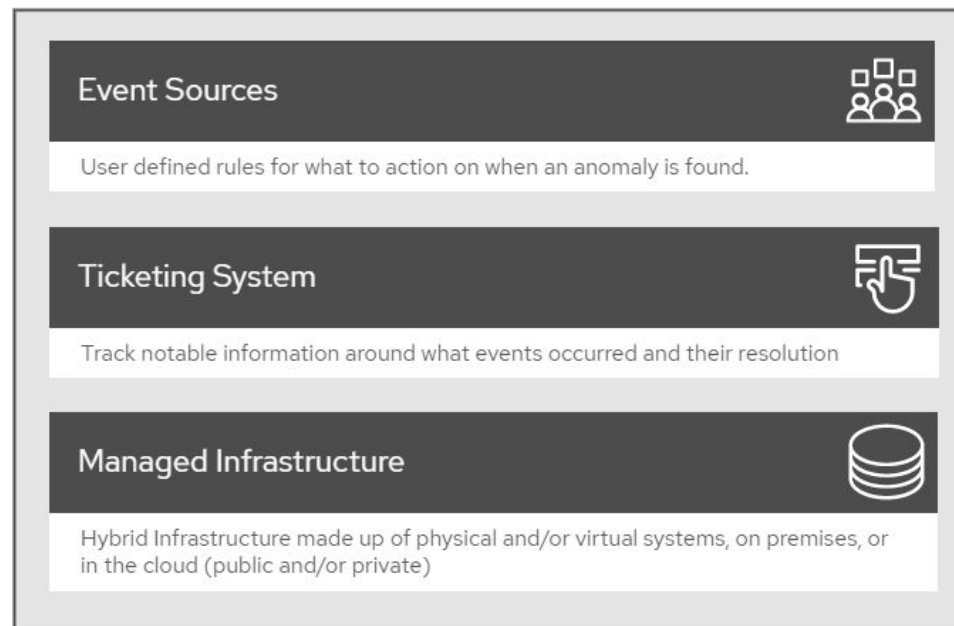 Event Sources
User defined rules for what to action on when an anomaly is found.
Ticketing System
Track notable information around what events occurred and their resolution
Managed Infrastructure
Hybrid Infrastructure made up of physical and/or virtual systems, on premises, or
in the cloud (public and/or private)